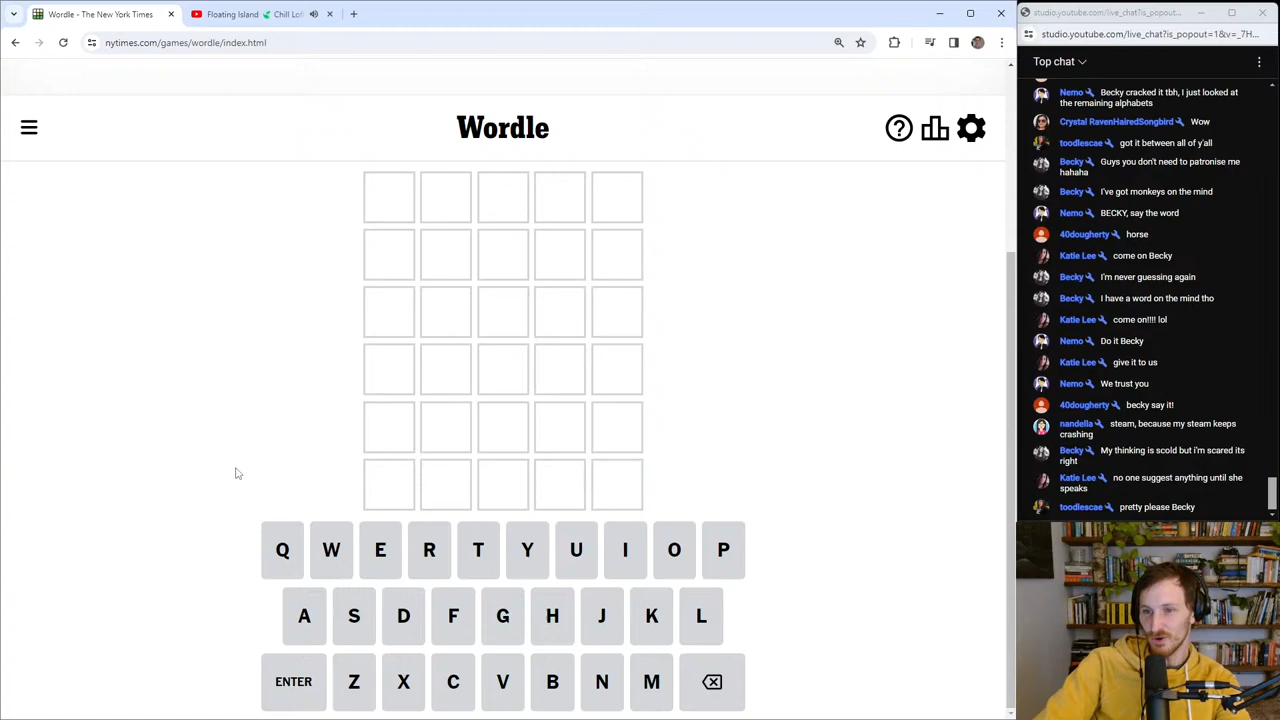 Wordle - The New York Times
Floating Island
Chill Lof
nytimes.com/games/wordle/index.html
Wordle
Q W E R T Y U I O P
A S D F G H J K L
ENTER Z X C V B N M
studio.youtube.com/live_chat?is_popout...
studio.youtube.com/live_chat?is_popout=1&v=_7H...
Top chat
Nemo Becky cracked it tbh, I just looked at
the remaining alphabets
Crystal RavenHairedSongbird Wow
toodlescae got it between all of y'all
Becky Guys you don't need to patronise me
hahaha
Becky I've got monkeys on the mind
Nemo BECKY, say the word
40dougherty horse
Katie Lee come on Becky
Becky I'm never guessing again
Becky I have a word on the mind tho
Katie Lee come on!!!! lol
Nemo Do it Becky
Katie Lee give it to us
Nemo We trust you
40dougherty becky say it!
nandella steam, because my steam keeps
crashing
Becky My thinking is scold but i'm scared its
right
Katie Lee no one suggest anything until she
speaks
toodlescae pretty please Becky